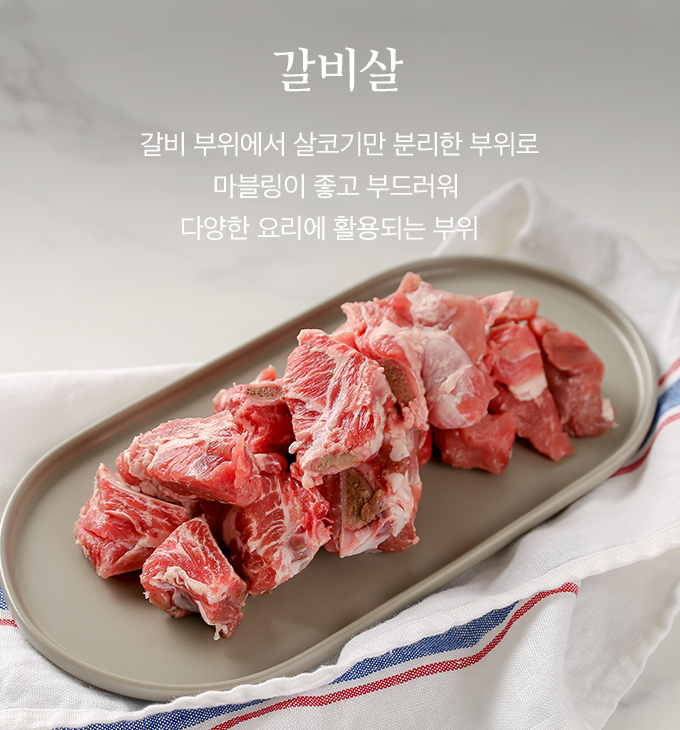 갈비살
갈비 부위에서 살코기만 분리한 부위로
마블링이 좋고 부드러워
다양한 요리에 활용되는 부위